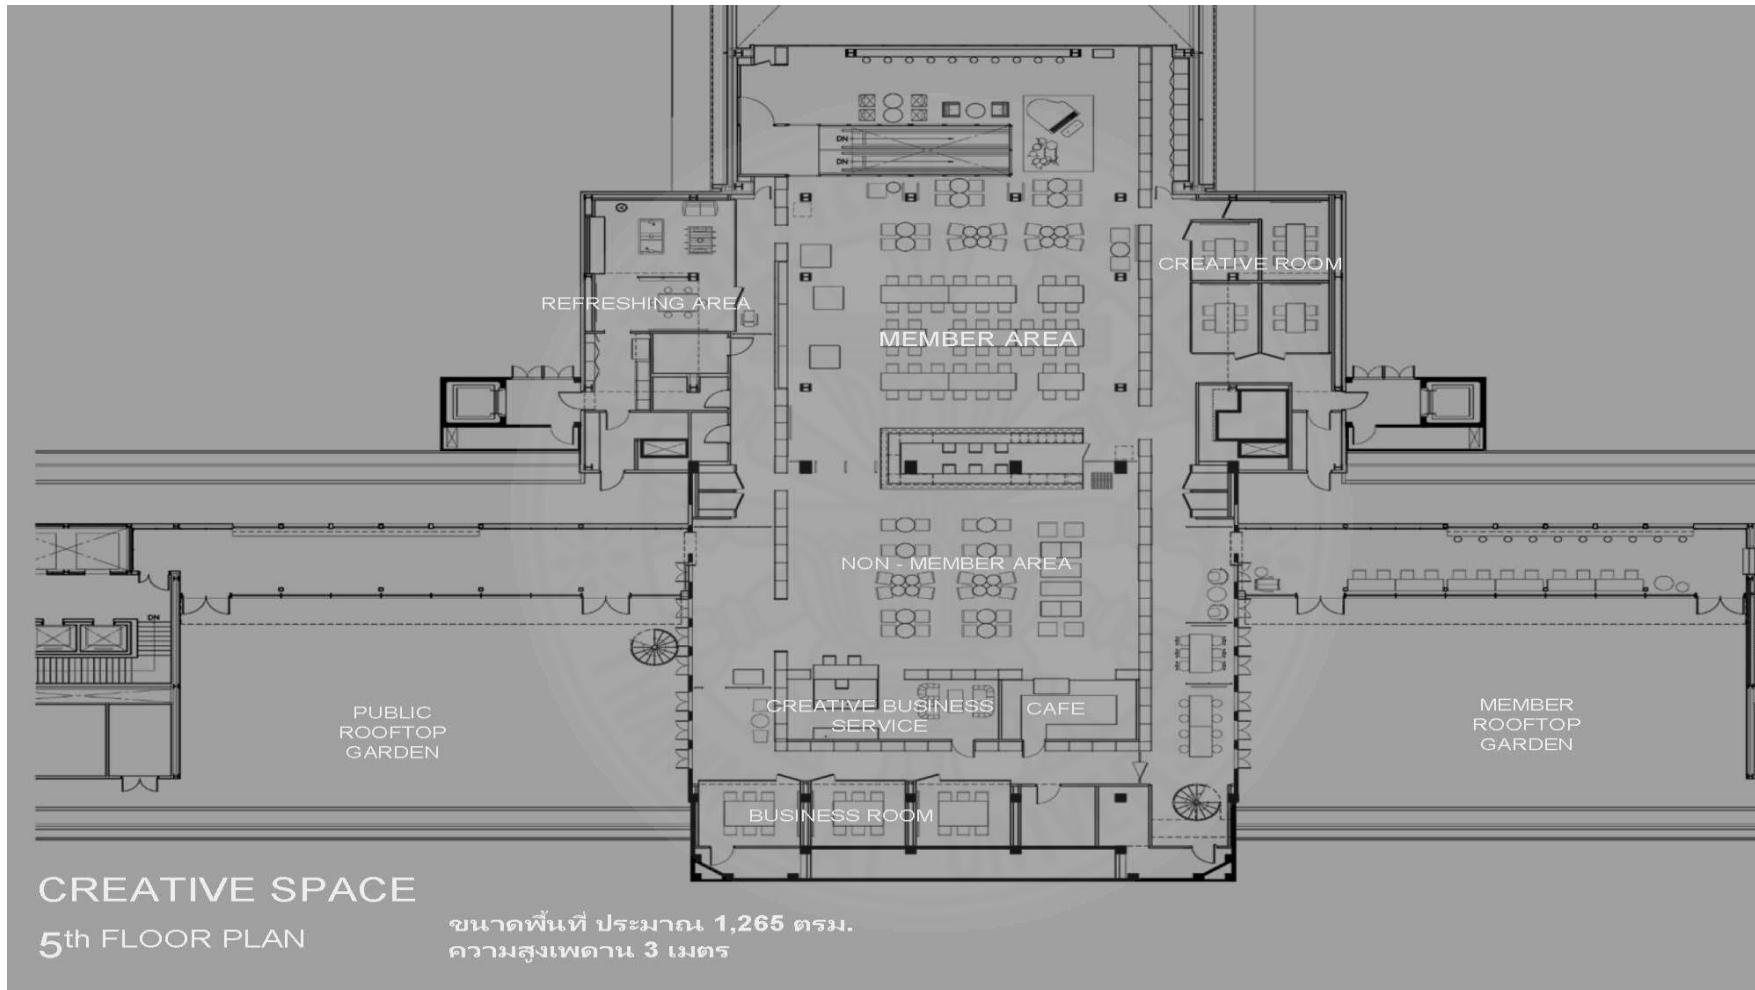 DN
DN
CREATIVE ROOM
REFRESHING AREA
MEMBER AREA
NON - MEMBER AREA
DN
PUBLIC
ROOFTOP
GARDEN
CREATIVE BUSINESS
SERVICE
CAFE
MEMBER
ROOFTOP
GARDEN
BUSINESS ROOM
CREATIVE SPACE
5th FLOOR PLAN
ขนาดพื้นที่ ประมาณ 1,265 ตรม.
ความสูงเพดาน 3 เมตร